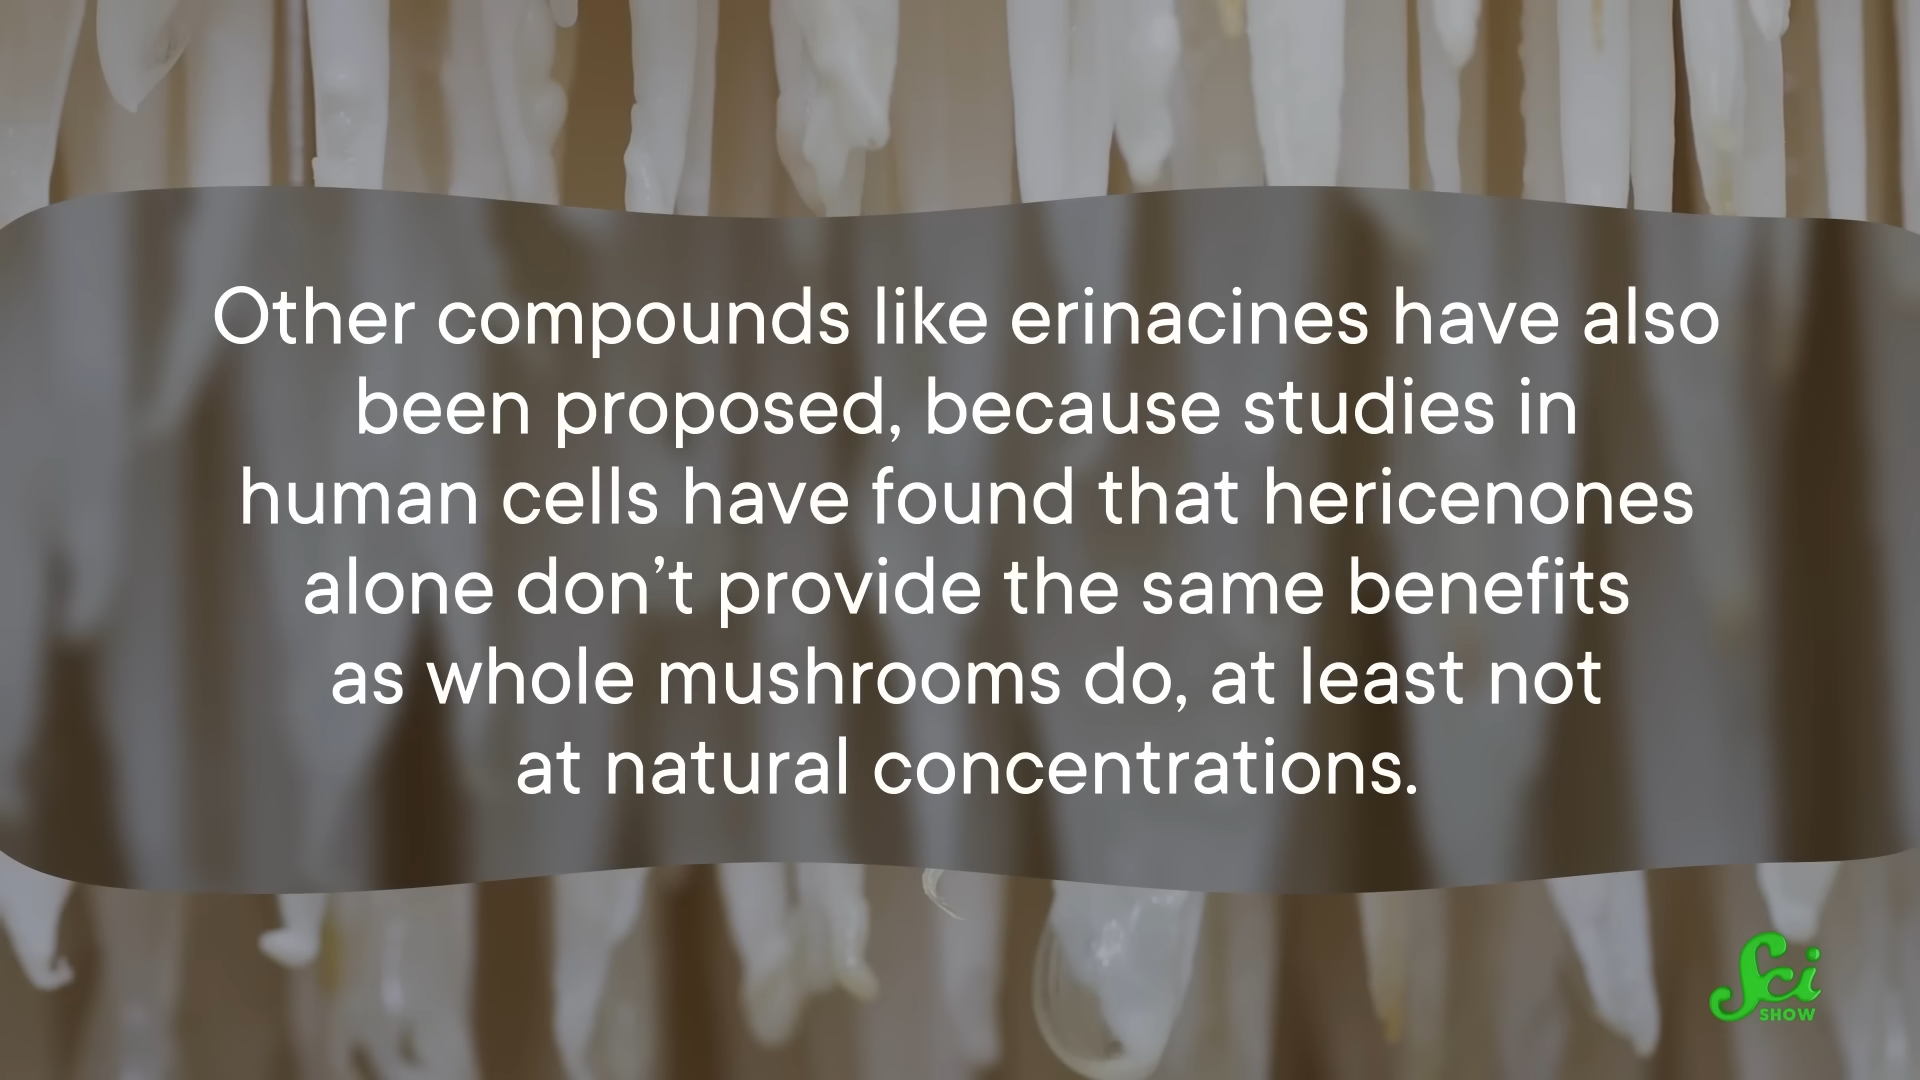 Other compounds like erinacines have also
been proposed, because studies in
human cells have found that hericenones
alone don’t provide the same benefits
as whole mushrooms do, at least not
at natural concentrations.
Sci
SHOW